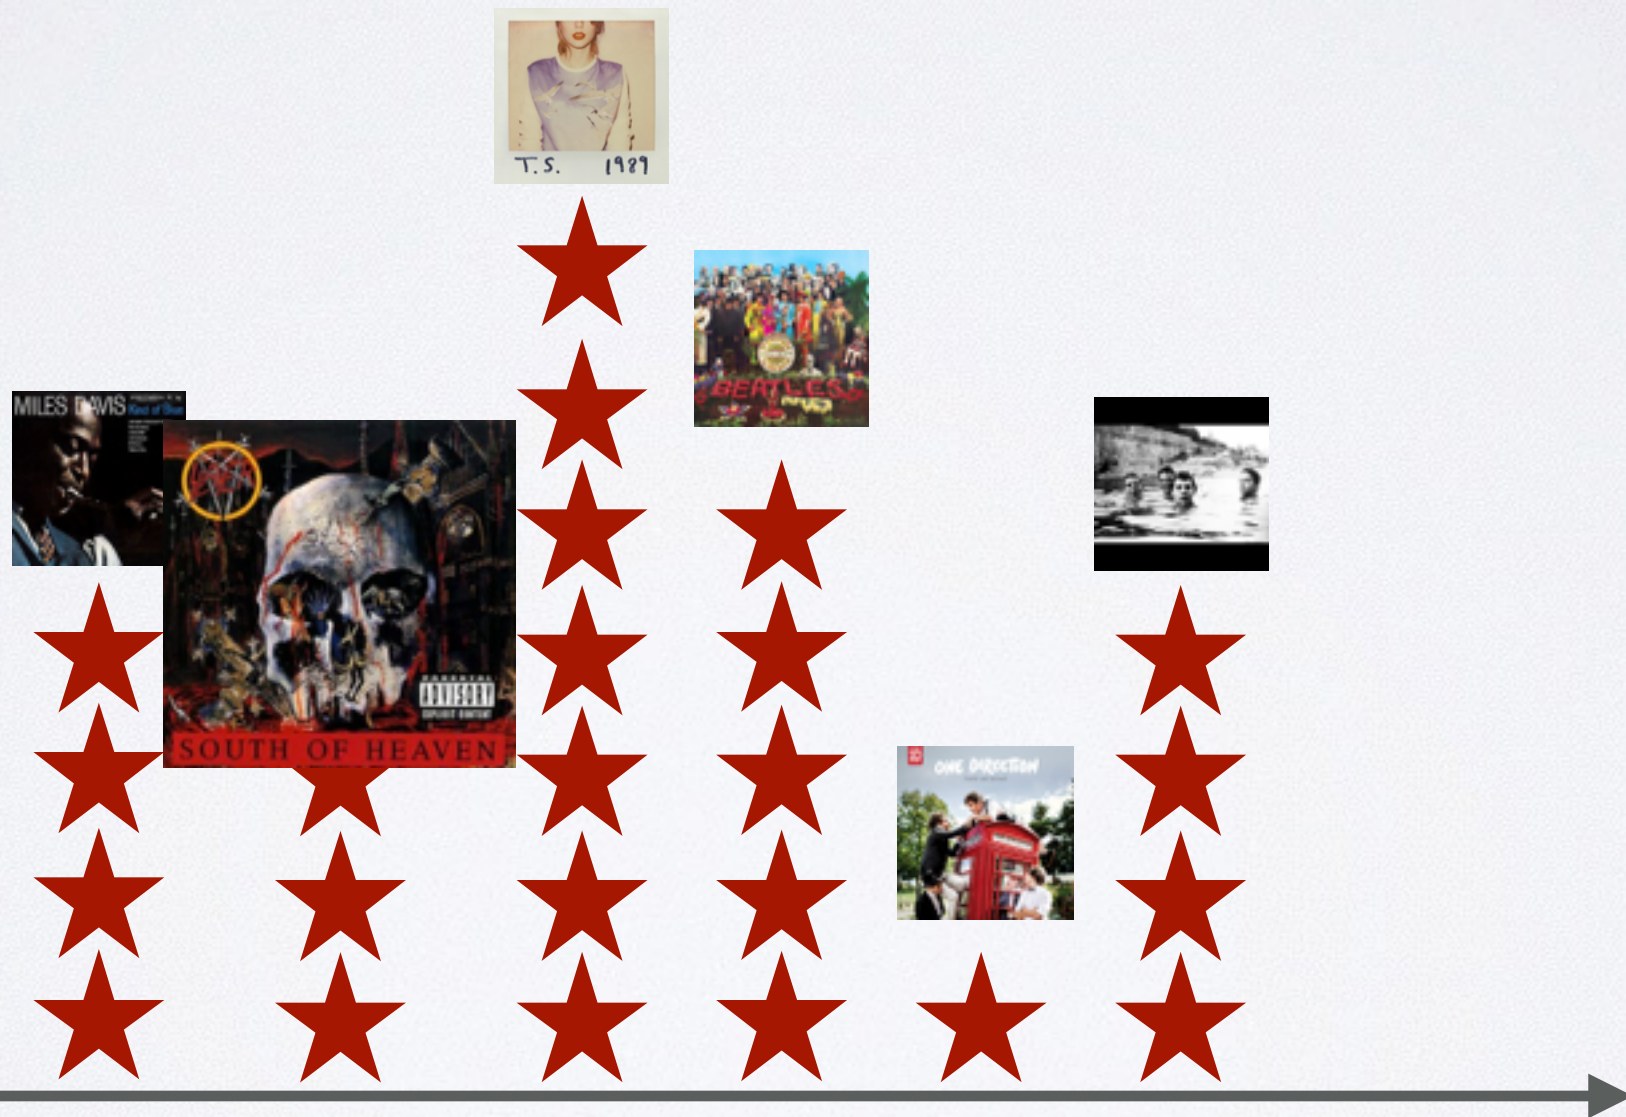 T.S. 1989
MILES DAVIS Kind of Blue
BEATLES
PARENTAL
ADVISORY
EXPLICIT CONTENT
SOUTH OF HEAVEN
ONE DIRECTION